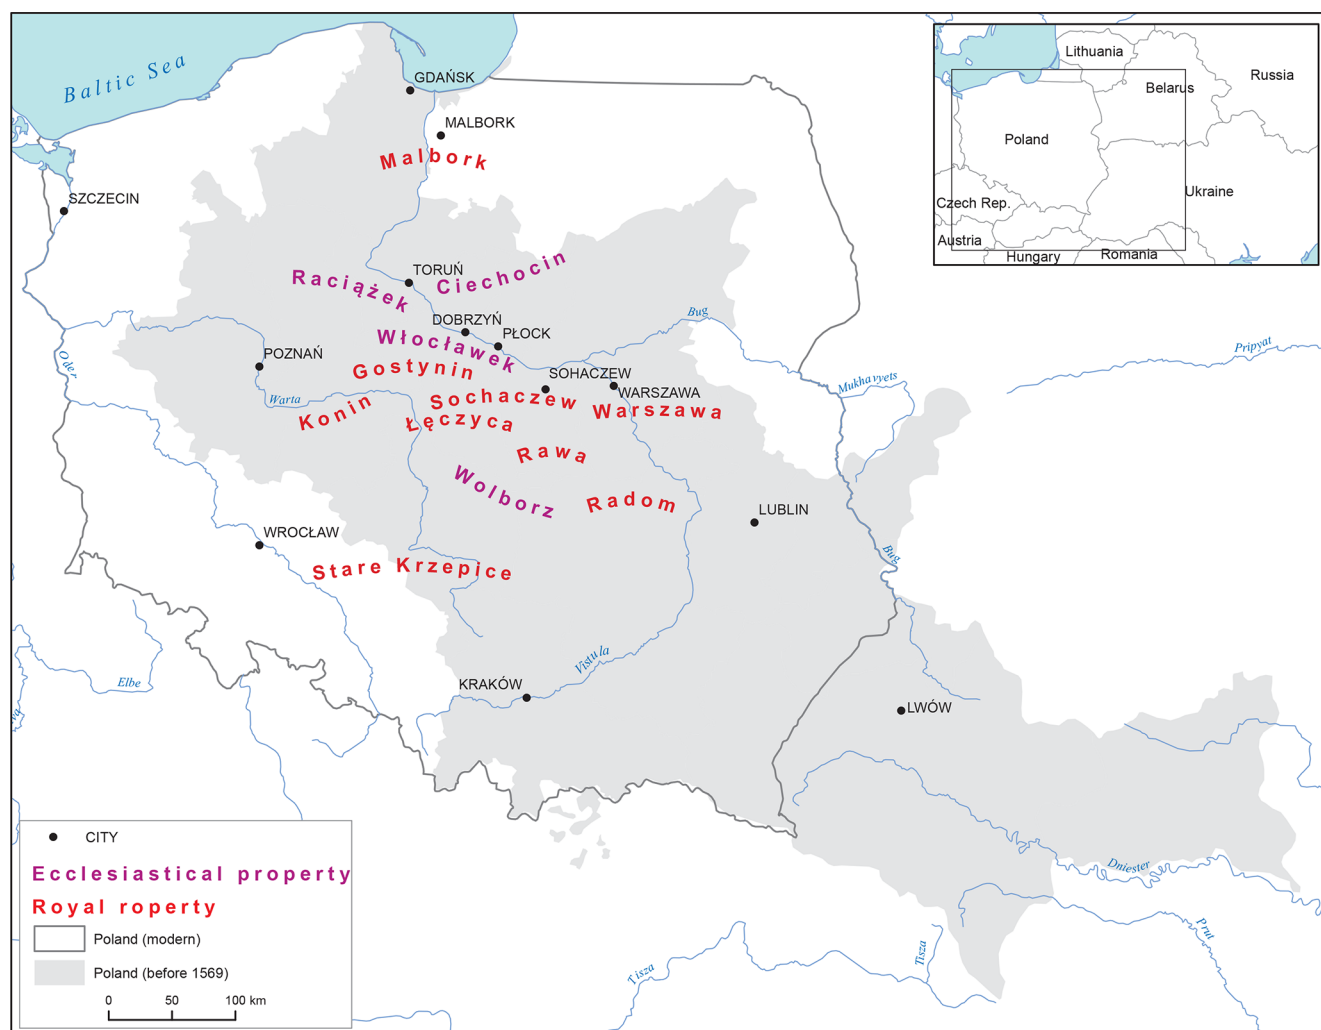 Baltic Sea
GDAŃSK
MALBORK
Malbork
SZCZECIN
TORUŃ
Raciążek
Ciechocin
DOBRZYŃ
PŁOCK
Włocławek
Gostynin
POZNAŃ
SOHACZEW
WARSZAWA
Sochaczew
Warszawa
Konin
Łęczyca
Rawa
Wolborz
Radom
LUBLIN
WROCŁAW
Stare Krzepice
KRAKÓW
LWÓW
Oder
Warta
Bug
Mukhavyets
Pripyat
Bug
Vistula
Elbe
Dniester
Prut
Tisza
Tisza
Lithuania
Russia
Belarus
Poland
Ukraine
Czech Rep.
Austria
Hungary
Romania
CITY
Ecclesiastical property
Royal roperty
Poland (modern)
Poland (before 1569)
0 50 100 km